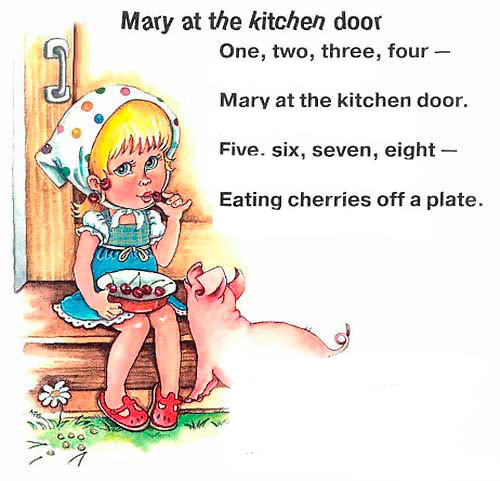 Mary at the kitchen door
One, two, three, four —
Mary at the kitchen door.
Five. six, seven, eight —
Eating cherries off a plate.